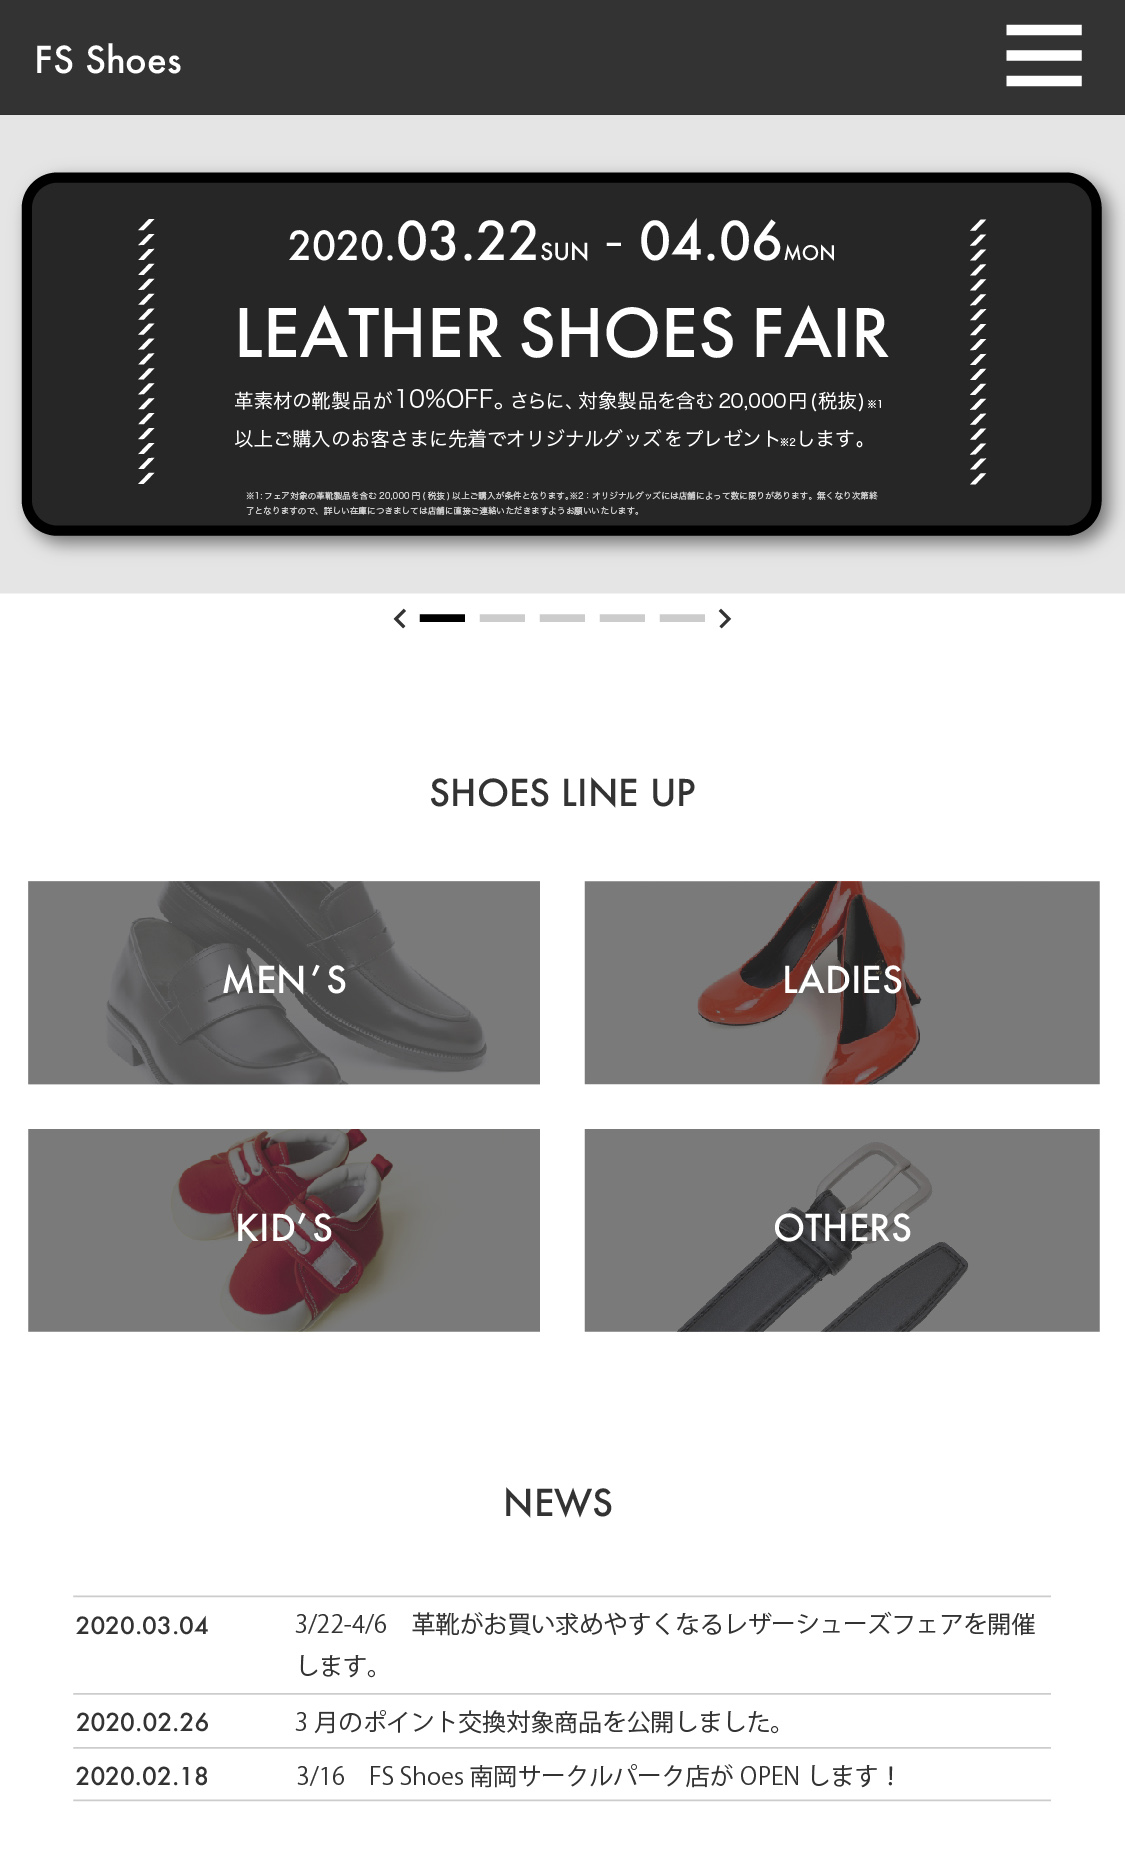 FS Shoes
2020.03.22SUN - 04.06MON
LEATHER SHOES FAIR
革素材の靴製品が10%OFF。さらに、対象製品を含む20,000円(税抜)※1
以上ご購入のお客さまに先着でオリジナルグッズをプレゼント※2します。
※1:フェア対象の革靴製品を含む20,000円(税抜)以上ご購入が条件となります。※2：オリジナルグッズには店舗によって数に限りがあります。無くなり次第終
了となりますので、詳しい在庫につきましては店舗に直接ご連絡いただきますようお願いいたします。
SHOES LINE UP
MEN’S
LADIES
KID’S
OTHERS
NEWS
2020.03.04 3/22-4/6　革靴がお買い求めやすくなるレザーシューズフェアを開催
します。
2020.02.26 3月のポイント交換対象商品を公開しました。
2020.02.18 3/16　FS Shoes 南岡サークルパーク店が OPEN します！